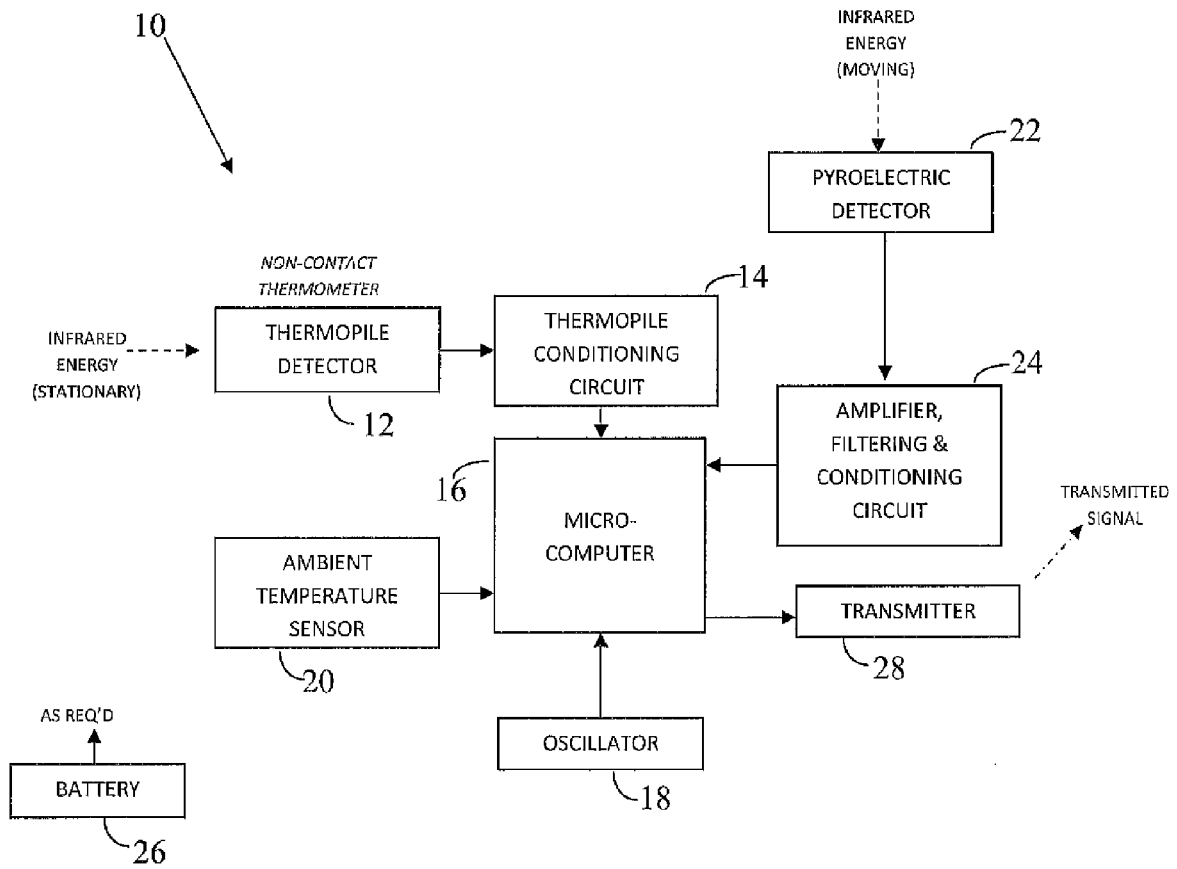 10
INFRARED
ENERGY
(MOVING)
22
PYROELECTRIC
DETECTOR
NON-CONTACT
THERMOMETER
14
INFRARED
ENERGY
(STATIONARY)
THERMOPILE
DETECTOR
12
THERMOPILE
CONDITIONING
CIRCUIT
24
AMPLIFIER,
FILTERING &
CONDITIONING
CIRCUIT
16
MICRO-
COMPUTER
TRANSMITTED
SIGNAL
AMBIENT
TEMPERATURE
SENSOR
20
TRANSMITTER
28
AS REQ'D
BATTERY
26
OSCILLATOR
18